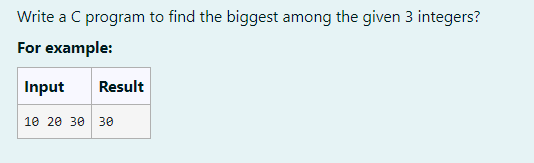 Write a C program to find the biggest among the given 3 integers?
For example:
Input Result
10 20 30 30